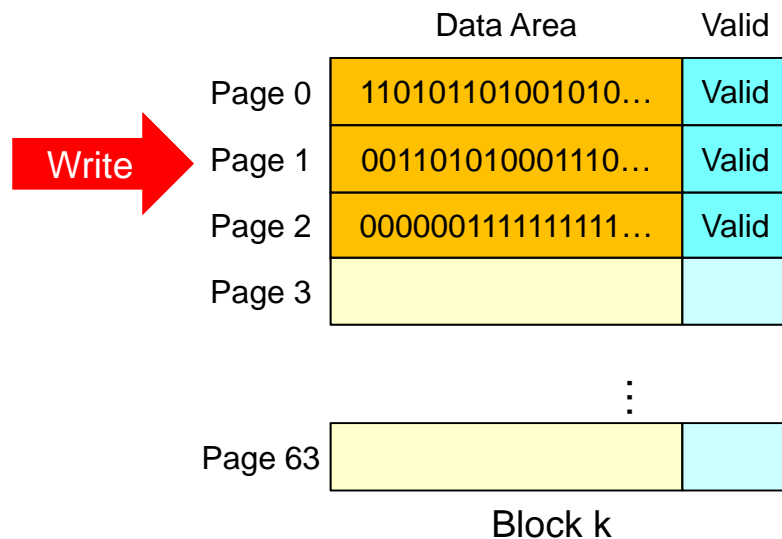 Data Area Valid
Page 0 110101101001010… Valid
Write Page 1 001101010001110… Valid
Page 2 0000001111111111… Valid
Page 3
⋮
Page 63
Block k